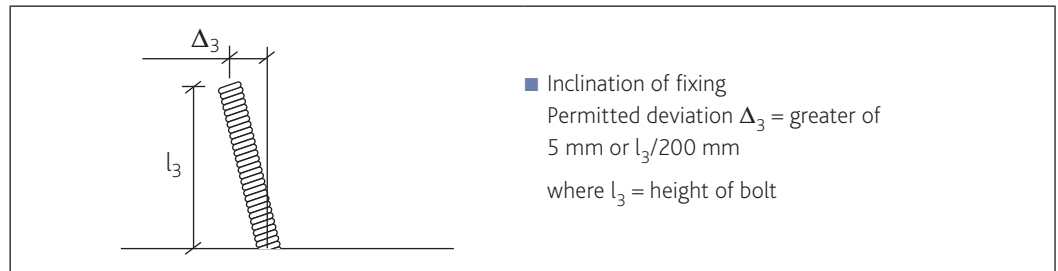 Δ3
l3
■ Inclination of fixing
Permitted deviation Δ3 = greater of
5 mm or l3/200 mm
where l3 = height of bolt